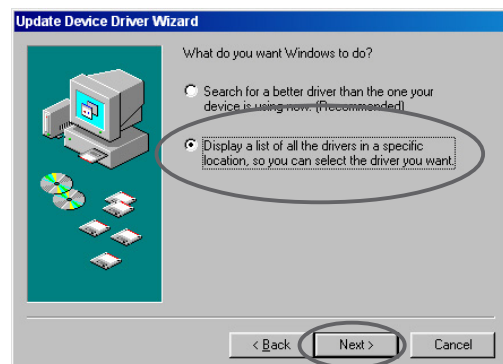 Update Device Driver Wizard
What do you want Windows to do?
Search for a better driver than the one your
device is using now. (Recommended)
Display a list of all the drivers in a specific
location, so you can select the driver you want.
< Back
Next >
Cancel